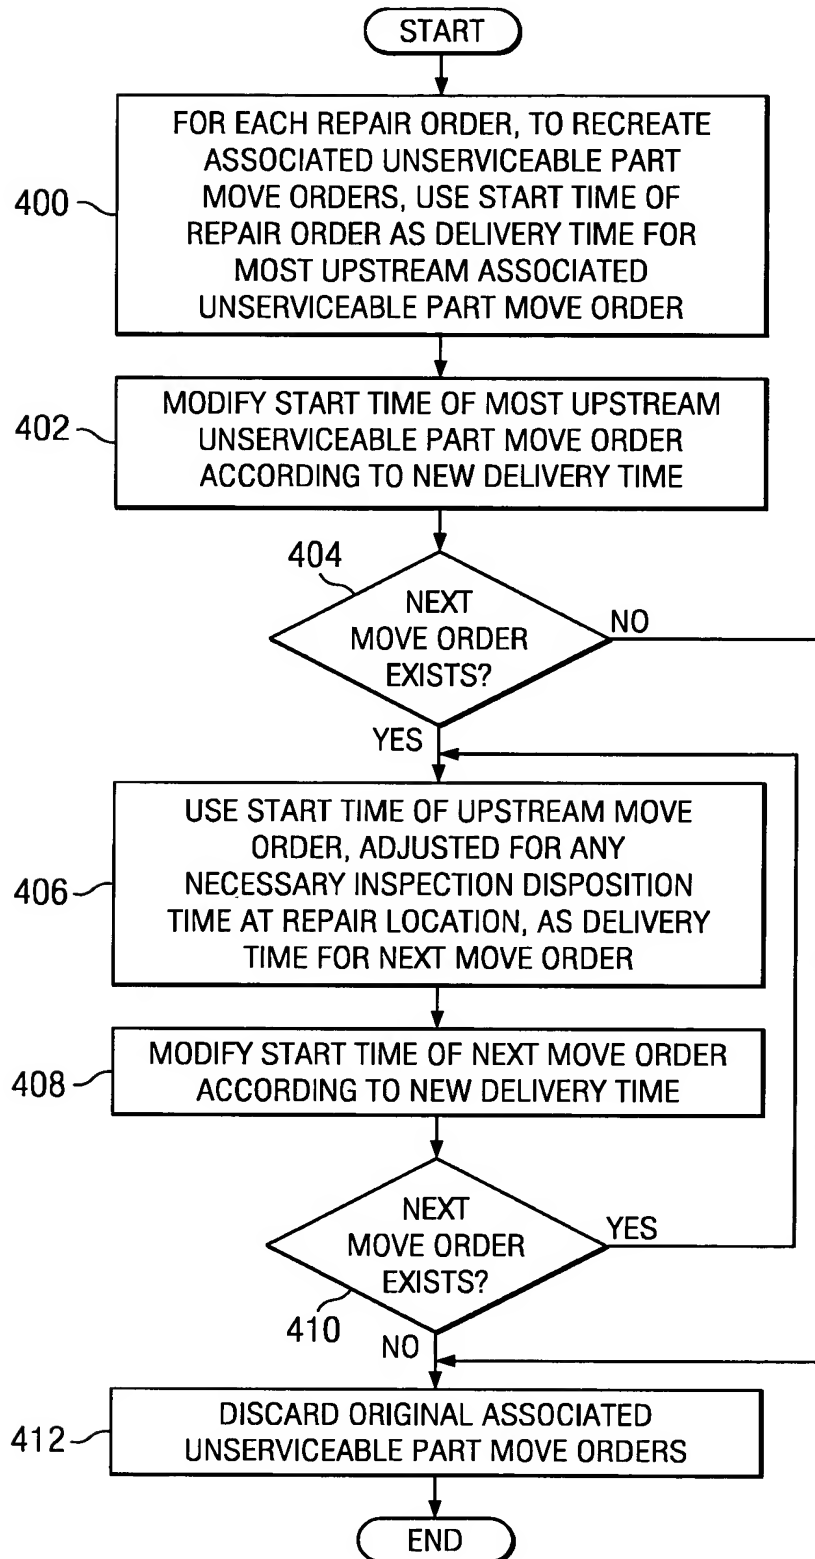 START
FOR EACH REPAIR ORDER, TO RECREATE
ASSOCIATED UNSERVICEABLE PART
MOVE ORDERS, USE START TIME OF
REPAIR ORDER AS DELIVERY TIME FOR
MOST UPSTREAM ASSOCIATED
UNSERVICEABLE PART MOVE ORDER
400
MODIFY START TIME OF MOST UPSTREAM
UNSERVICEABLE PART MOVE ORDER
ACCORDING TO NEW DELIVERY TIME
402
404
NEXT
MOVE ORDER
EXISTS?
NO
YES
USE START TIME OF UPSTREAM MOVE
ORDER, ADJUSTED FOR ANY
NECESSARY INSPECTION DISPOSITION
TIME AT REPAIR LOCATION, AS DELIVERY
TIME FOR NEXT MOVE ORDER
406
MODIFY START TIME OF NEXT MOVE ORDER
ACCORDING TO NEW DELIVERY TIME
408
NEXT
MOVE ORDER
EXISTS?
YES
410
NO
DISCARD ORIGINAL ASSOCIATED
UNSERVICEABLE PART MOVE ORDERS
412
END